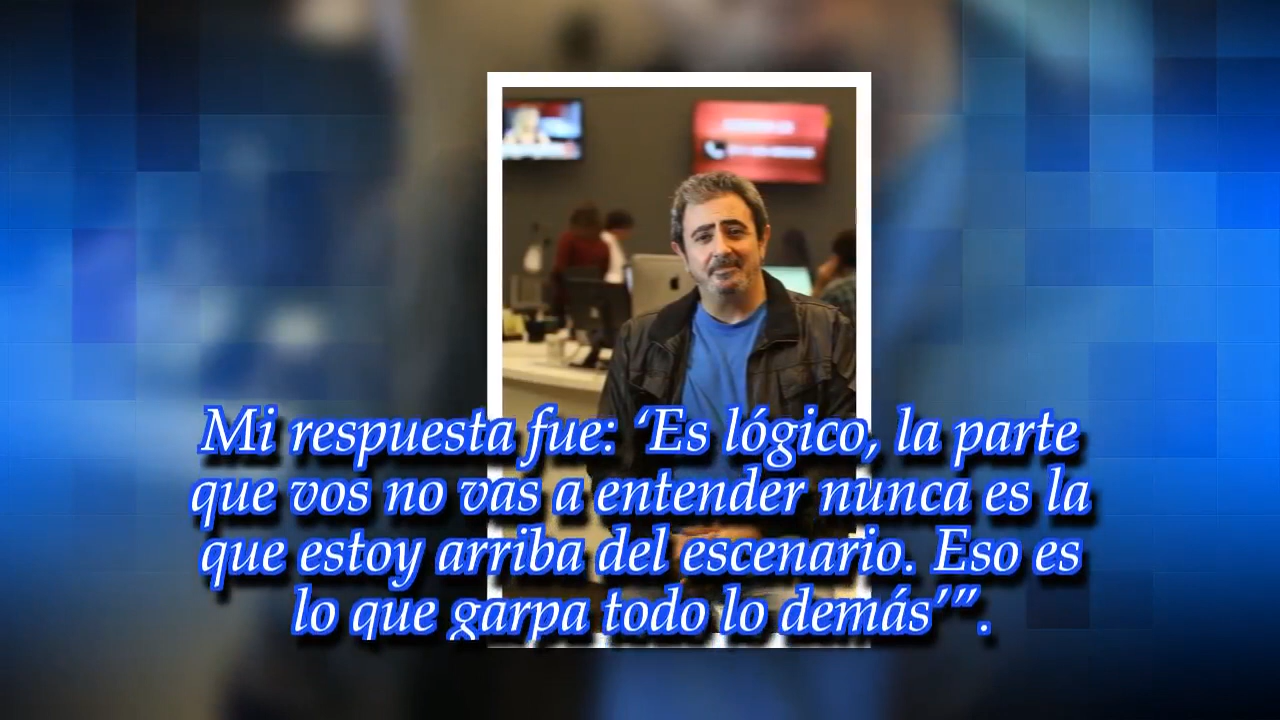 Mi respuesta fue: ‘Es lógico, la parte
que vos no vas a entender nunca es la
que estoy arriba del escenario. Eso es
lo que garpa todo lo demás’”.